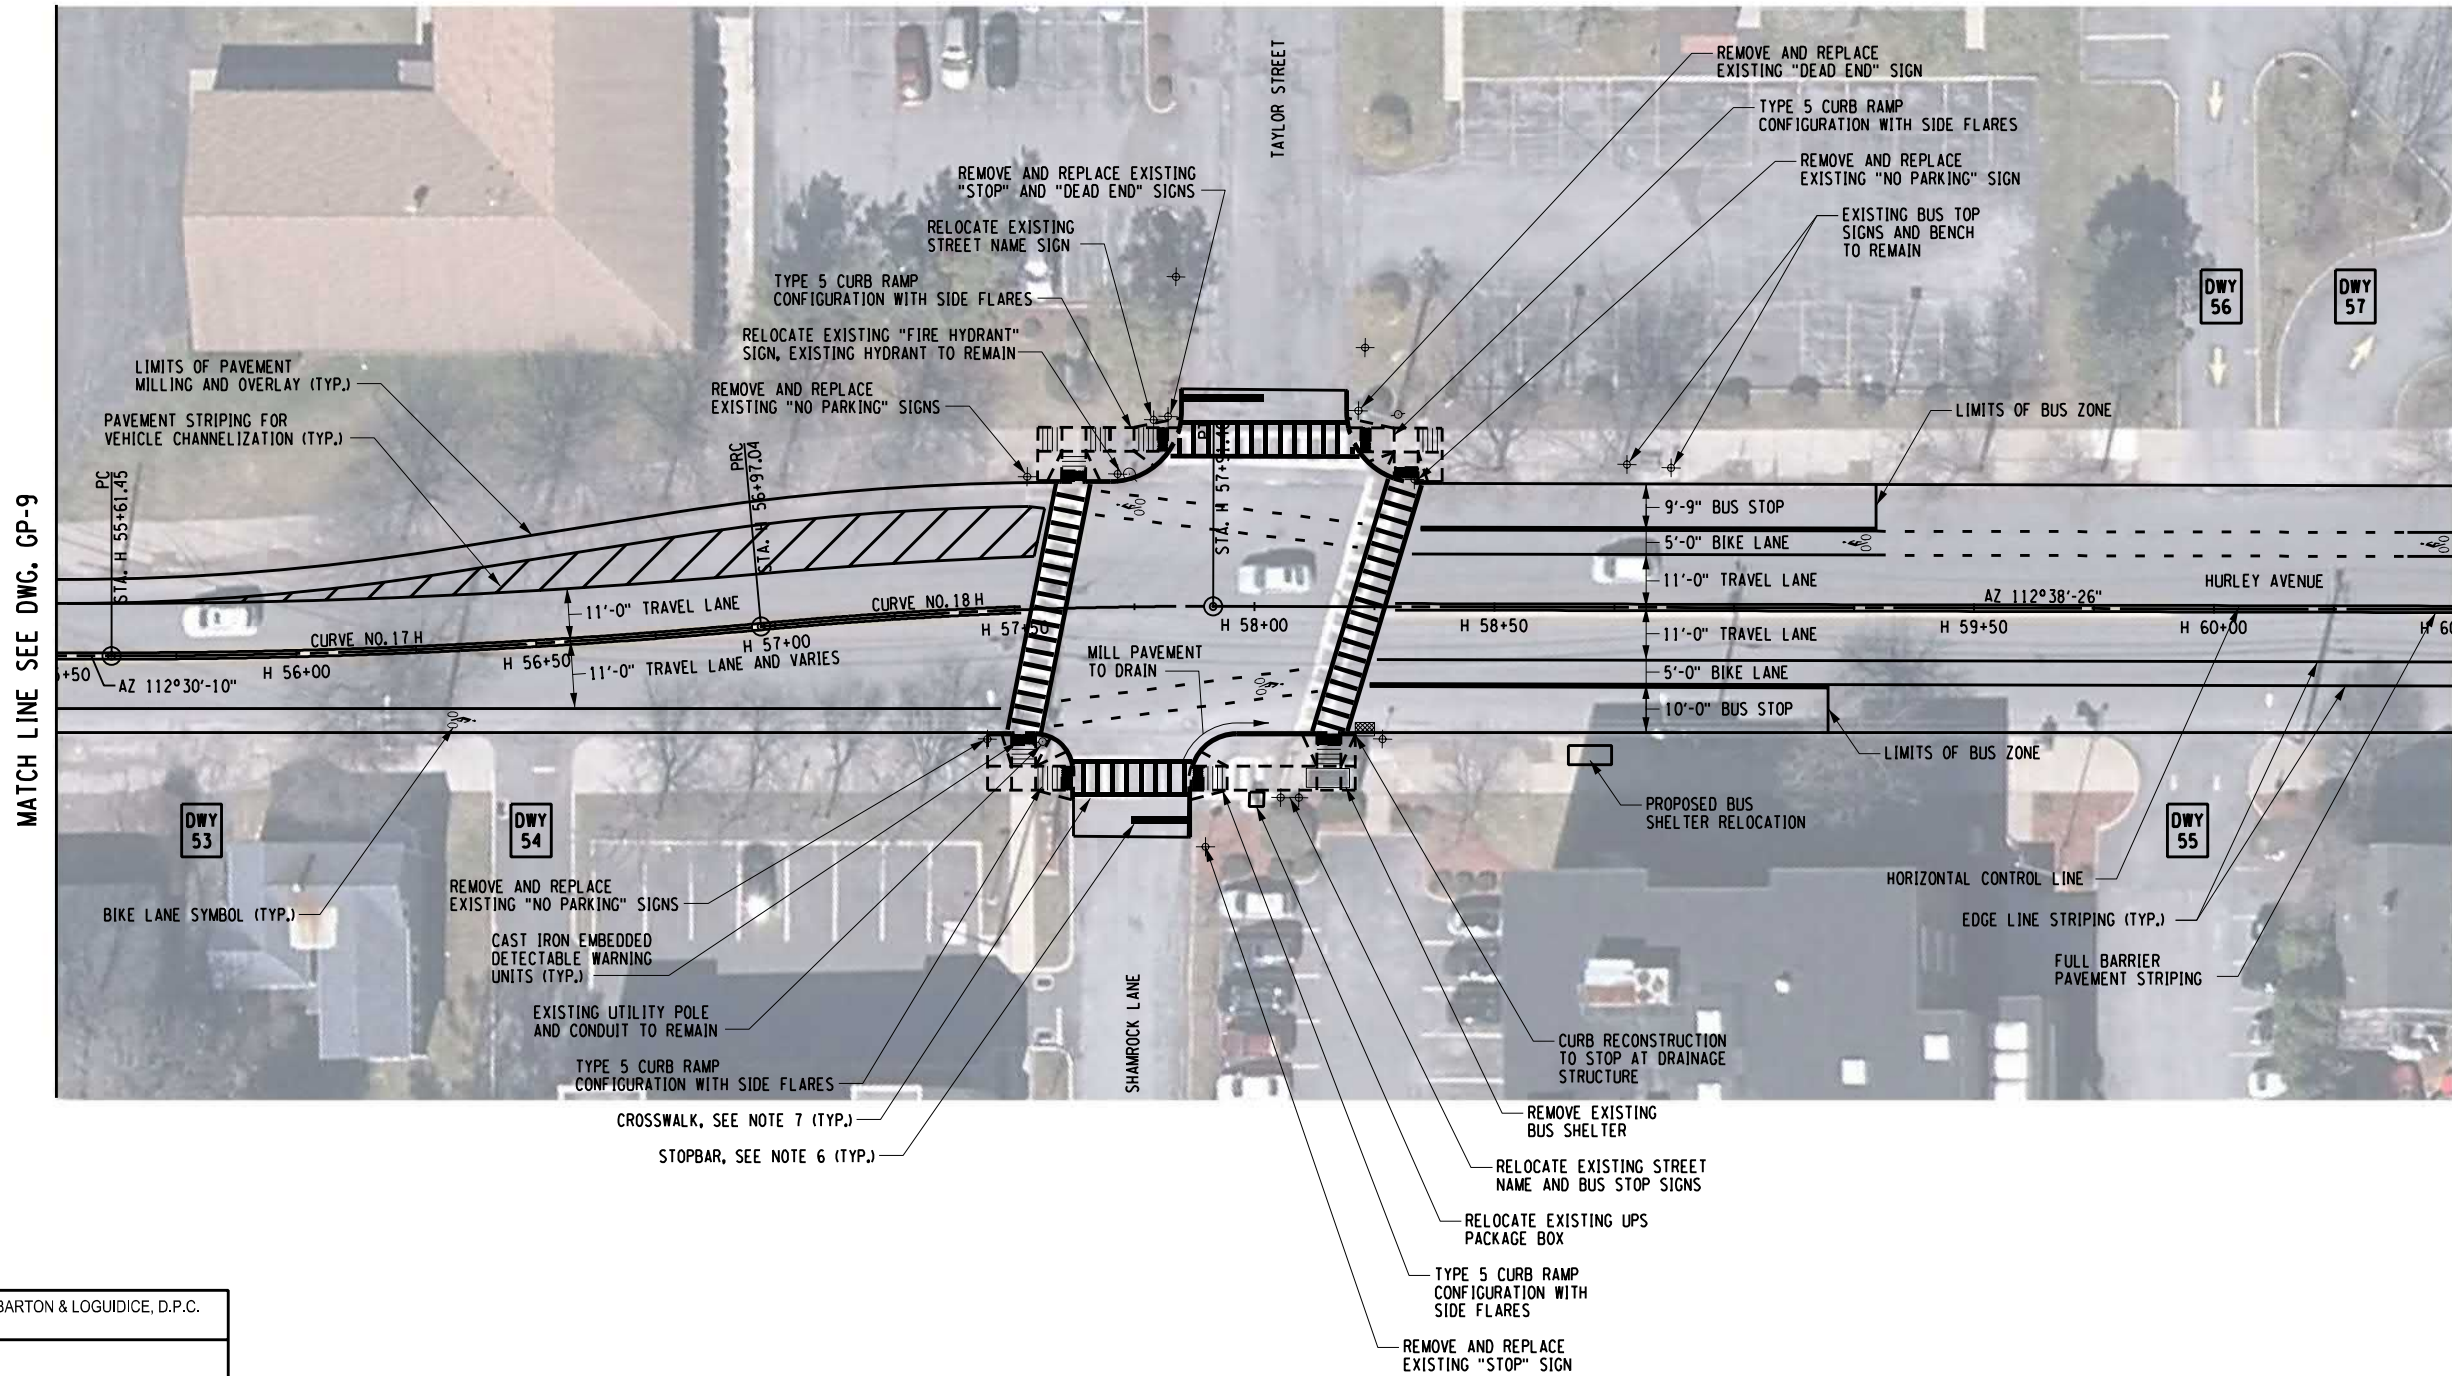 MATCH LINE SEE DWG. GP-9
TAYLOR STREET
REMOVE AND REPLACE
EXISTING "DEAD END" SIGN
TYPE 5 CURB RAMP
CONFIGURATION WITH SIDE FLARES
REMOVE AND REPLACE
EXISTING "NO PARKING" SIGN
EXISTING BUS TOP
SIGNS AND BENCH
TO REMAIN
REMOVE AND REPLACE EXISTING
"STOP" AND "DEAD END" SIGNS
RELOCATE EXISTING
STREET NAME SIGN
TYPE 5 CURB RAMP
CONFIGURATION WITH SIDE FLARES
RELOCATE EXISTING "FIRE HYDRANT"
SIGN, EXISTING HYDRANT TO REMAIN
REMOVE AND REPLACE
EXISTING "NO PARKING" SIGNS
LIMITS OF PAVEMENT
MILLING AND OVERLAY (TYP.)
PAVEMENT STRIPING FOR
VEHICLE CHANNELIZATION (TYP.)
DWY
56
DWY
57
LIMITS OF BUS ZONE
PC
STA. H 55+61.45
PRC
STA. H 56+97.04
STA. H 57+91.
9'-9" BUS STOP
5'-0" BIKE LANE
11'-0" TRAVEL LANE
HURLEY AVENUE
AZ 112°38'-26"
11'-0" TRAVEL LANE
CURVE NO. 18 H
CURVE NO. 17 H
+50
AZ 112°30'-10"
H 56+00
H 56+50
H 57+00
H 57+50
H 58+00
H 58+50
H 59+50
H 60+00
H 60
11'-0" TRAVEL LANE AND VARIES
MILL PAVEMENT
TO DRAIN
11'-0" TRAVEL LANE
5'-0" BIKE LANE
10'-0" BUS STOP
LIMITS OF BUS ZONE
PROPOSED BUS
SHELTER RELOCATION
DWY
53
DWY
54
DWY
55
HORIZONTAL CONTROL LINE
EDGE LINE STRIPING (TYP.)
FULL BARRIER
PAVEMENT STRIPING
BIKE LANE SYMBOL (TYP.)
REMOVE AND REPLACE
EXISTING "NO PARKING" SIGNS
CAST IRON EMBEDDED
DETECTABLE WARNING
UNITS (TYP.)
EXISTING UTILITY POLE
AND CONDUIT TO REMAIN
TYPE 5 CURB RAMP
CONFIGURATION WITH SIDE FLARES
CROSSWALK, SEE NOTE 7 (TYP.)
STOPBAR, SEE NOTE 6 (TYP.)
SHAMROCK LANE
CURB RECONSTRUCTION
TO STOP AT DRAINAGE
STRUCTURE
REMOVE EXISTING
BUS SHELTER
RELOCATE EXISTING STREET
NAME AND BUS STOP SIGNS
RELOCATE EXISTING UPS
PACKAGE BOX
TYPE 5 CURB RAMP
CONFIGURATION WITH
SIDE FLARES
REMOVE AND REPLACE
EXISTING "STOP" SIGN
BARTON & LOGUIDICE, D.P.C.